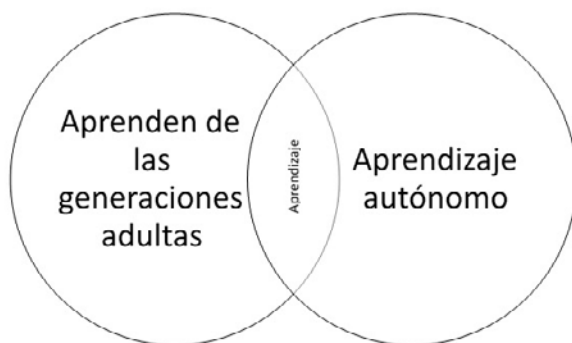 Aprenden de
las
generaciones
adultas
Aprendizaje
Aprendizaje
autónomo